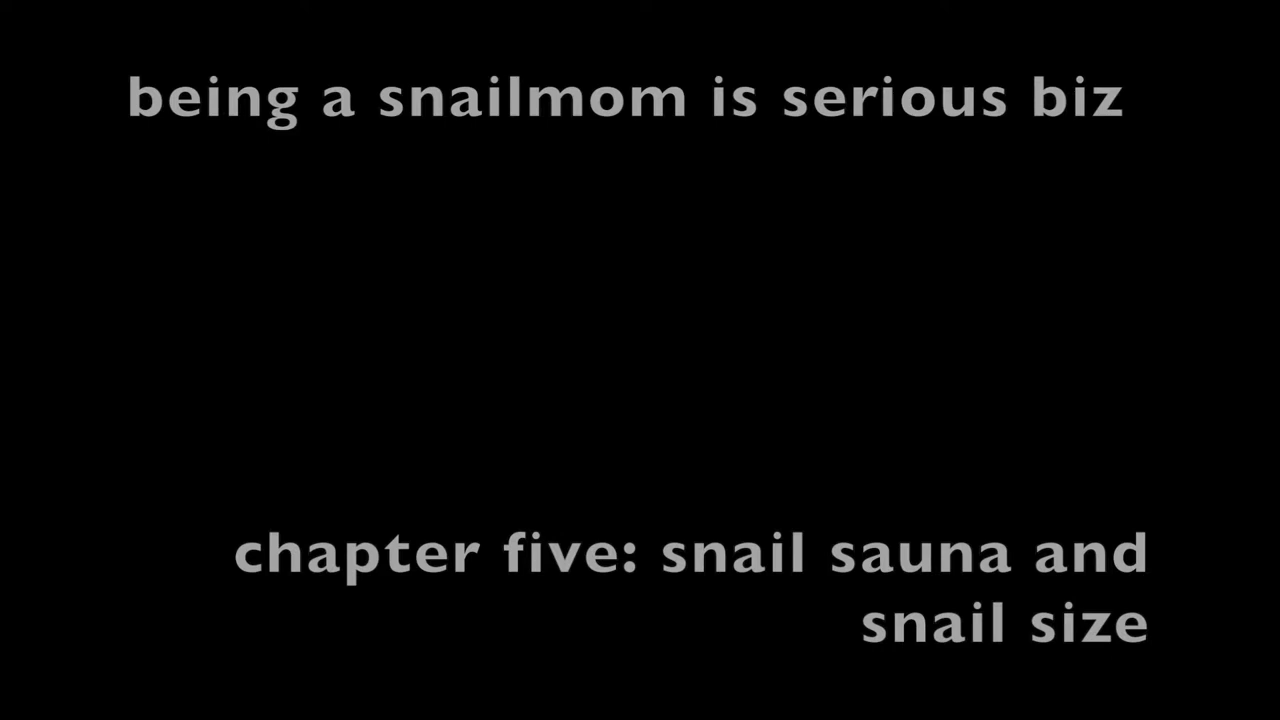 being a snailmom is serious biz
chapter five: snail sauna and
snail size